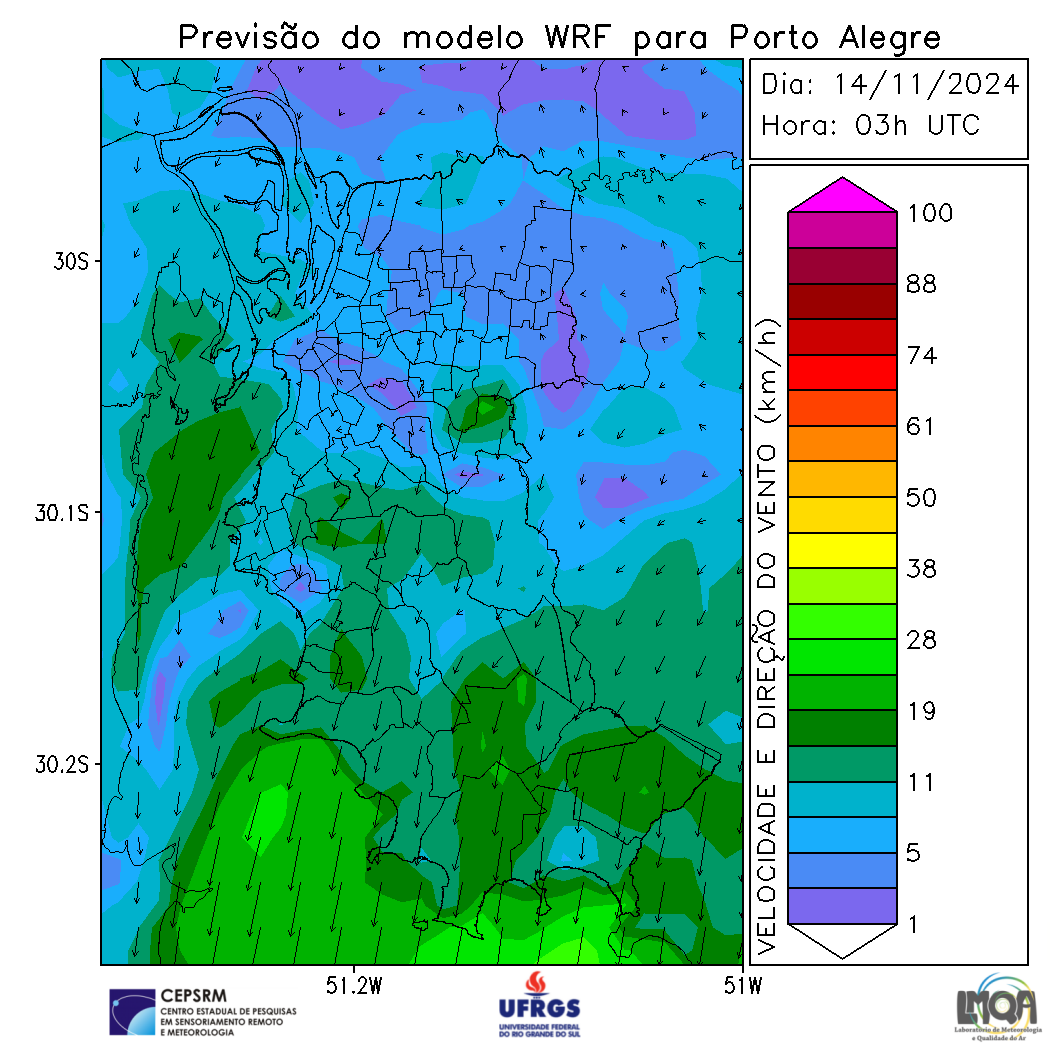 Previsão do modelo WRF para Porto Alegre
Dia: 14/11/2024
Hora: 03h UTC
30S
30.1S
30.2S
51.2W
51W
VELOCIDADE E DIREÇÃO DO VENTO (km/h)
100
88
74
61
50
38
28
19
11
5
1
CEPSRM
CENTRO ESTADUAL DE PESQUISAS
EM SENSORIAMENTO REMOTO
E METEOROLOGIA
UFRGS
UNIVERSIDADE FEDERAL
DO RIO GRANDE DO SUL
LMQA
Laboratório de Meteorologia
e Qualidade do Ar